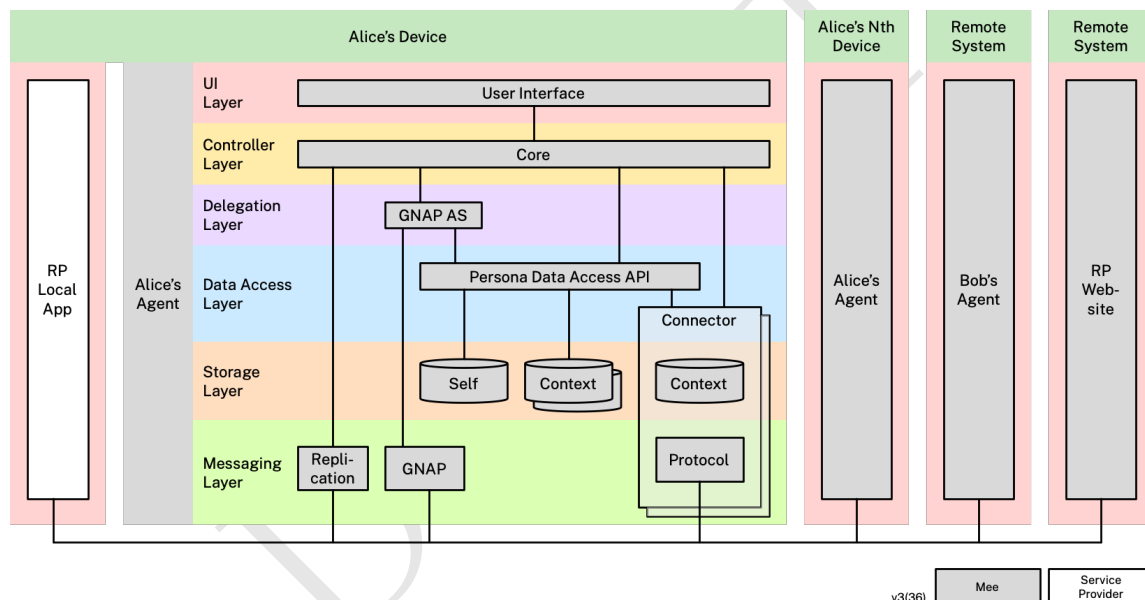 Alice's Device
Alice's Nth
Device
Remote
System
Remote
System
UI
Layer
User Interface
Controller
Layer
Core
Delegation
Layer
GNAP AS
RP
Local
App
Alice's
Agent
Data Access
Layer
Persona Data Access API
Connector
Alice's
Agent
Bob's
Agent
RP
Web-
site
Storage
Layer
Self
Context
Context
Messaging
Layer
Repli-
cation
GNAP
Protocol
v3(36)
Mee
Service
Provider